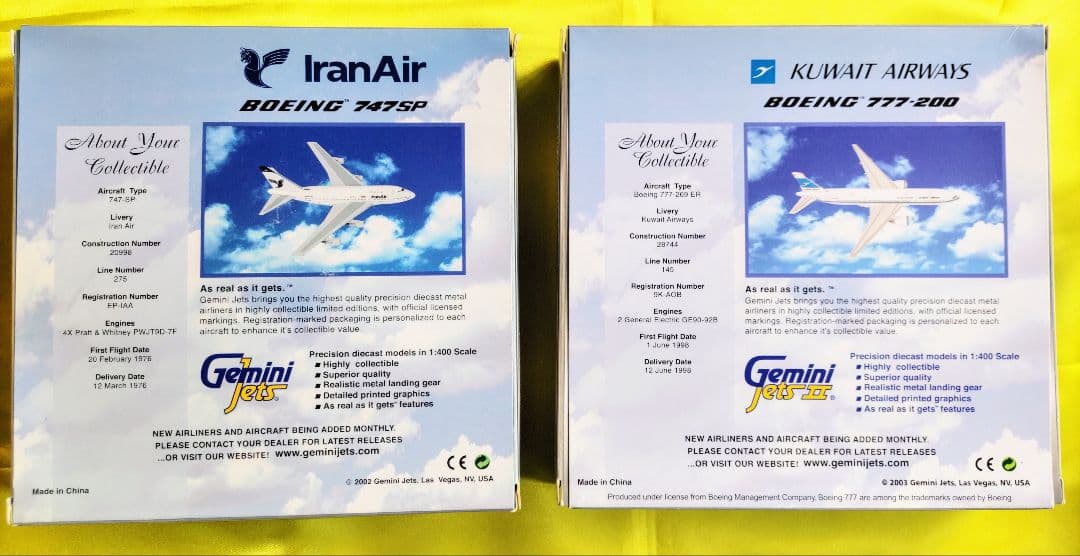 IranAir
BOEING™ 747SP
About Your
Collectible
Aircraft Type
747-SP
Livery
Iran Air
Construction Number
20998
Line Number
275
Registration Number
EP-IAA
Engines
4X Pratt & Whitney PWJT9D-7F
First Flight Date
20 February 1976
Delivery Date
12 March 1976
As real as it gets.™
Gemini Jets brings you the highest quality precision diecast metal
airliners in highly collectible limited editions, with official licensed
markings. Registration-marked packaging is personalized to each
aircraft to enhance it's collectible value.
Gemini
Jets®
Precision diecast models in 1:400 Scale
Highly collectible
Superior quality
Realistic metal landing gear
Detailed printed graphics
As real as it gets™ features
NEW AIRLINERS AND AIRCRAFT BEING ADDED MONTHLY.
PLEASE CONTACT YOUR DEALER FOR LATEST RELEASES
...OR VISIT OUR WEBSITE! www.geminijets.com
CE
Made in China
© 2002 Gemini Jets, Las Vegas, NV, USA
KUWAIT AIRWAYS
BOEING™ 777-200
About Your
Collectible
Aircraft Type
Boeing 777-269 ER
Livery
Kuwait Airways
Construction Number
28744
Line Number
145
Registration Number
9K-AOB
Engines
2 General Electric GE90-92B
First Flight Date
1 June 1998
Delivery Date
12 June 1998
As real as it gets.™
Gemini Jets brings you the highest quality precision diecast metal
airliners in highly collectible limited editions, with official licensed
markings. Registration-marked packaging is personalized to each
aircraft to enhance it's collectible value.
Gemini
Jets II®
Precision diecast models in 1:400 Scale
Highly collectible
Superior quality
Realistic metal landing gear
Detailed printed graphics
As real as it gets™ features
NEW AIRLINERS AND AIRCRAFT BEING ADDED MONTHLY.
PLEASE CONTACT YOUR DEALER FOR LATEST RELEASES
...OR VISIT OUR WEBSITE! www.geminijets.com
CE
Made in China
© 2003 Gemini Jets, Las Vegas, NV, USA
Produced under license from Boeing Management Company. Boeing 777 are among the trademarks owned by Boeing.